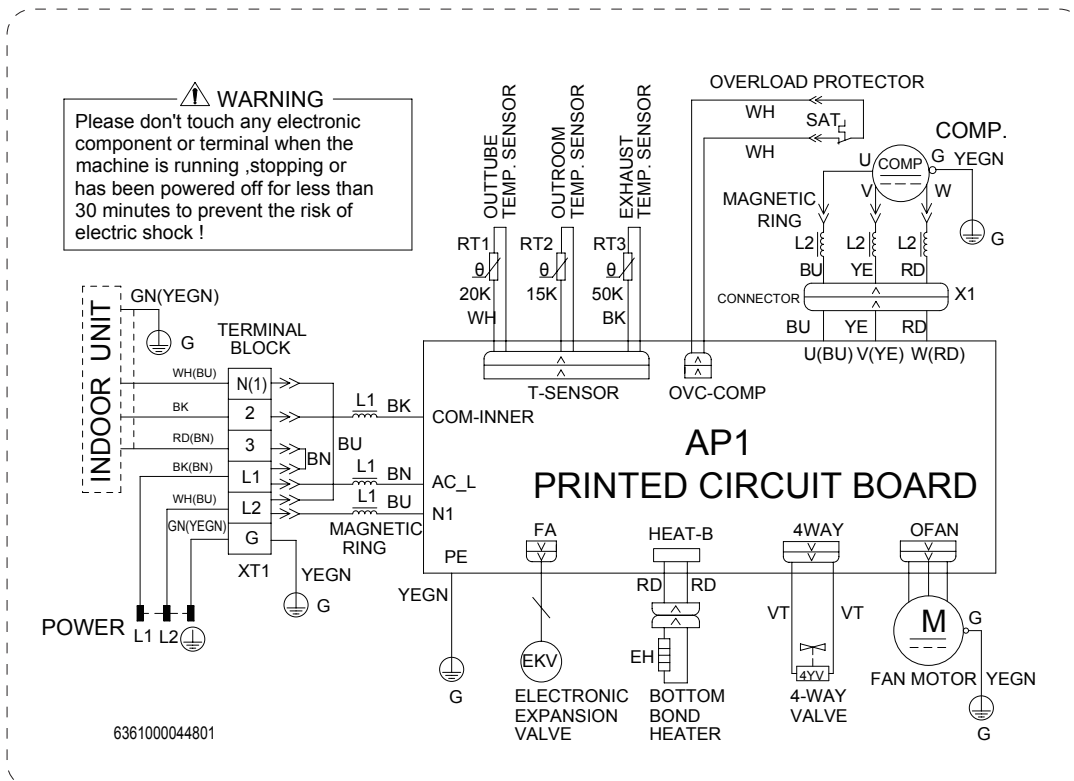 WARNING
Please don't touch any electronic
component or terminal when the
machine is running ,stopping or
has been powered off for less than
30 minutes to prevent the risk of
electric shock !
OUTTUBE
TEMP. SENSOR
OUTROOM
TEMP. SENSOR
EXHAUST
TEMP. SENSOR
RT1
RT2
RT3
θ
θ
θ
20K
15K
50K
WH
BK
T-SENSOR
OVERLOAD PROTECTOR
WH
SAT
WH
OVC-COMP
COMP.
U
COMP
G
YEGN
V
W
MAGNETIC
RING
G
L2
L2
L2
BU
YE
RD
CONNECTOR
X1
BU
YE
RD
U(BU)
V(YE)
W(RD)
INDOOR UNIT
GN(YEGN)
G
TERMINAL
BLOCK
WH(BU)
N(1)
BK
2
L1
BK
COM-INNER
RD(BN)
3
BU
BN
BK(BN)
L1
L1
BN
AC_L
WH(BU)
L2
L1
BU
N1
GN(YEGN)
G
MAGNETIC
RING
XT1
YEGN
G
POWER
L1
L2
AP1
PRINTED CIRCUIT BOARD
PE
YEGN
G
FA
EKV
ELECTRONIC
EXPANSION
VALVE
HEAT-B
RD
RD
EH
BOTTOM
BOND
HEATER
4WAY
VT
VT
4YV
4-WAY
VALVE
OFAN
M
G
FAN MOTOR
YEGN
G
6361000044801